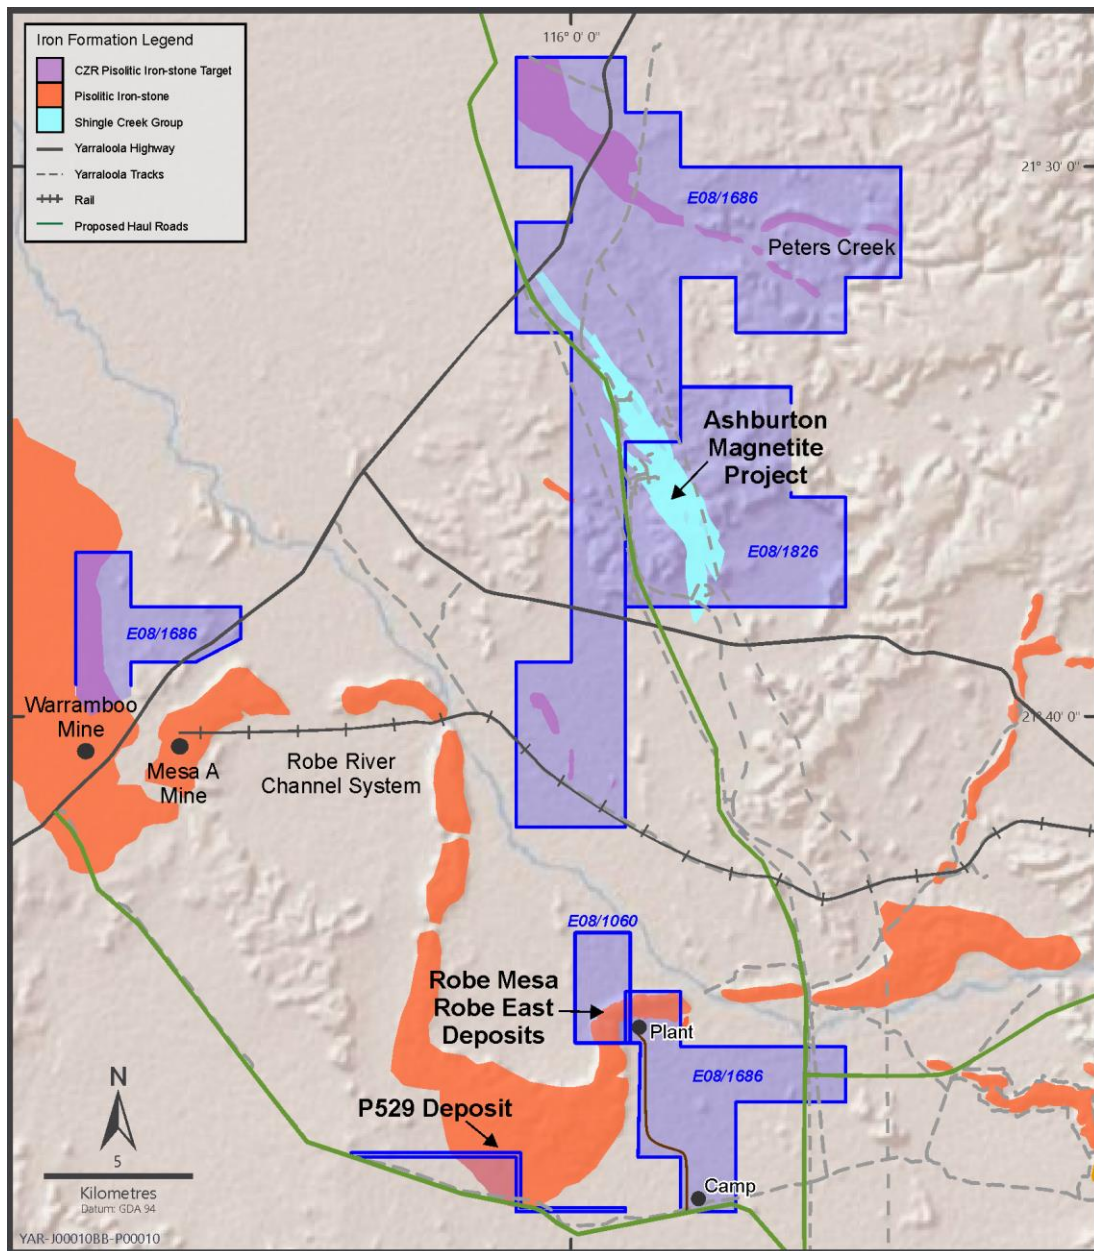 Iron Formation Legend
CZR Pisolitic Iron-stone Target
Pisolitic Iron-stone
Shingle Creek Group
Yarraloola Highway
Yarraloola Tracks
Rail
Proposed Haul Roads
116° 0' 0"
21° 30' 0"
E08/1686
Peters Creek
Ashburton
Magnetite
Project
E08/1826
E08/1686
Warramboo
Mine
Mesa A
Mine
Robe River
Channel System
21° 40' 0"
E08/1060
Robe Mesa
Robe East
Deposits
Plant
E08/1686
P529 Deposit
Camp
N
5
Kilometres
Datum: GDA 94
YAR-J00010BB-P00010